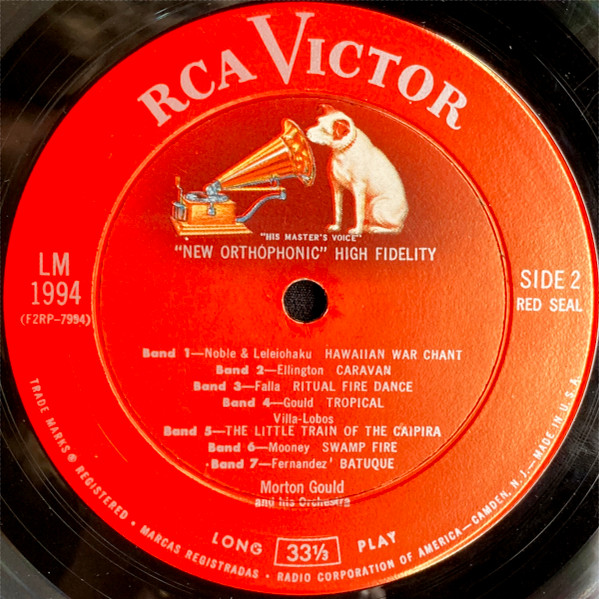 RCA VICTOR
"HIS MASTER'S VOICE"
"NEW ORTHOPHONIC" HIGH FIDELITY
LM
1994
(F2RP-7994)
SIDE 2
RED SEAL
Band 1—Noble & Leleiohaku HAWAIIAN WAR CHANT
Band 2—Ellington CARAVAN
Band 3—Falla RITUAL FIRE DANCE
Band 4—Gould TROPICAL
Villa-Lobos
Band 5—THE LITTLE TRAIN OF THE CAIPIRA
Band 6—Mooney SWAMP FIRE
Band 7—Fernandez' BATUQUE
Morton Gould
and his Orchestra
LONG 33⅓ PLAY
TRADE MARKS ® REGISTERED • MARCAS REGISTRADAS • RADIO CORPORATION OF AMERICA—CAMDEN, N. J.—MADE IN U.S.A.